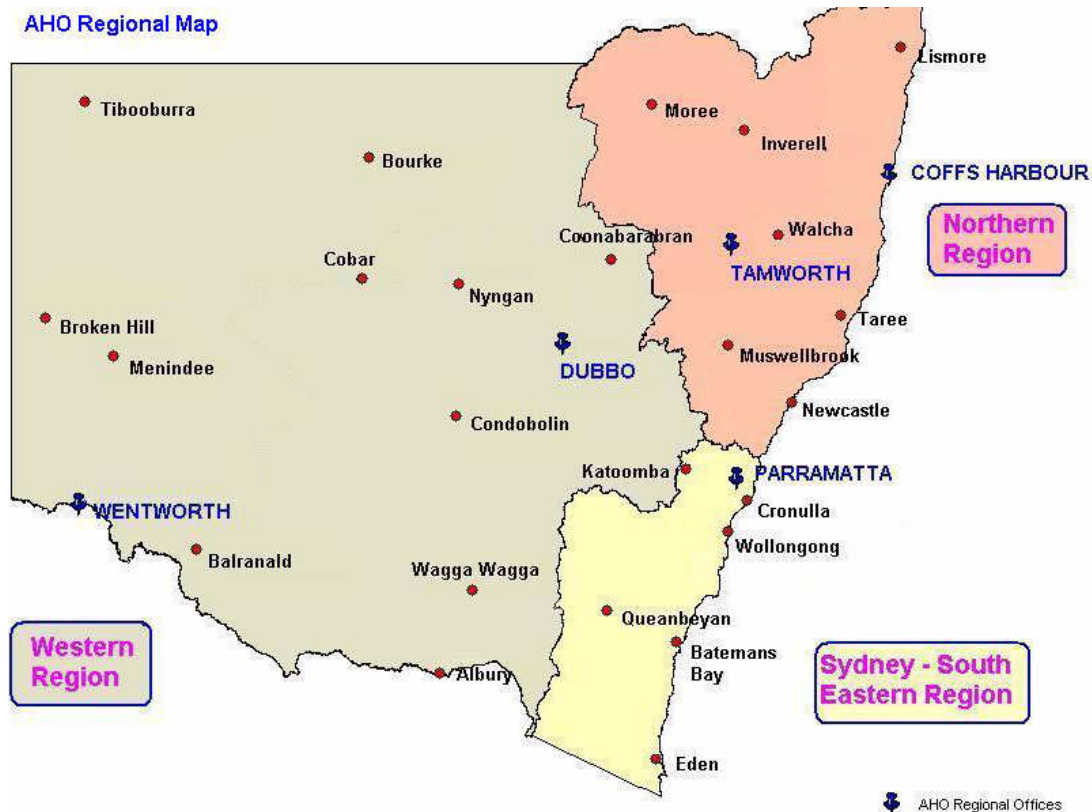 AHO Regional Map
Lismore
Tibooburra
Moree
Inverell
Bourke
COFFS HARBOUR
Northern
Region
Walcha
Coonabarabran
Cobar
TAMWORTH
Nyngan
Broken Hill
Taree
Menindee
DUBBO
Muswellbrook
Newcastle
Condobolin
Katoomba
PARRAMATTA
Cronulla
WENTWORTH
Wollongong
Balranald
Wagga Wagga
Queanbeyan
Western
Region
Batemans
Bay
Sydney - South
Eastern Region
Albury
Eden
AHO Regional Offices